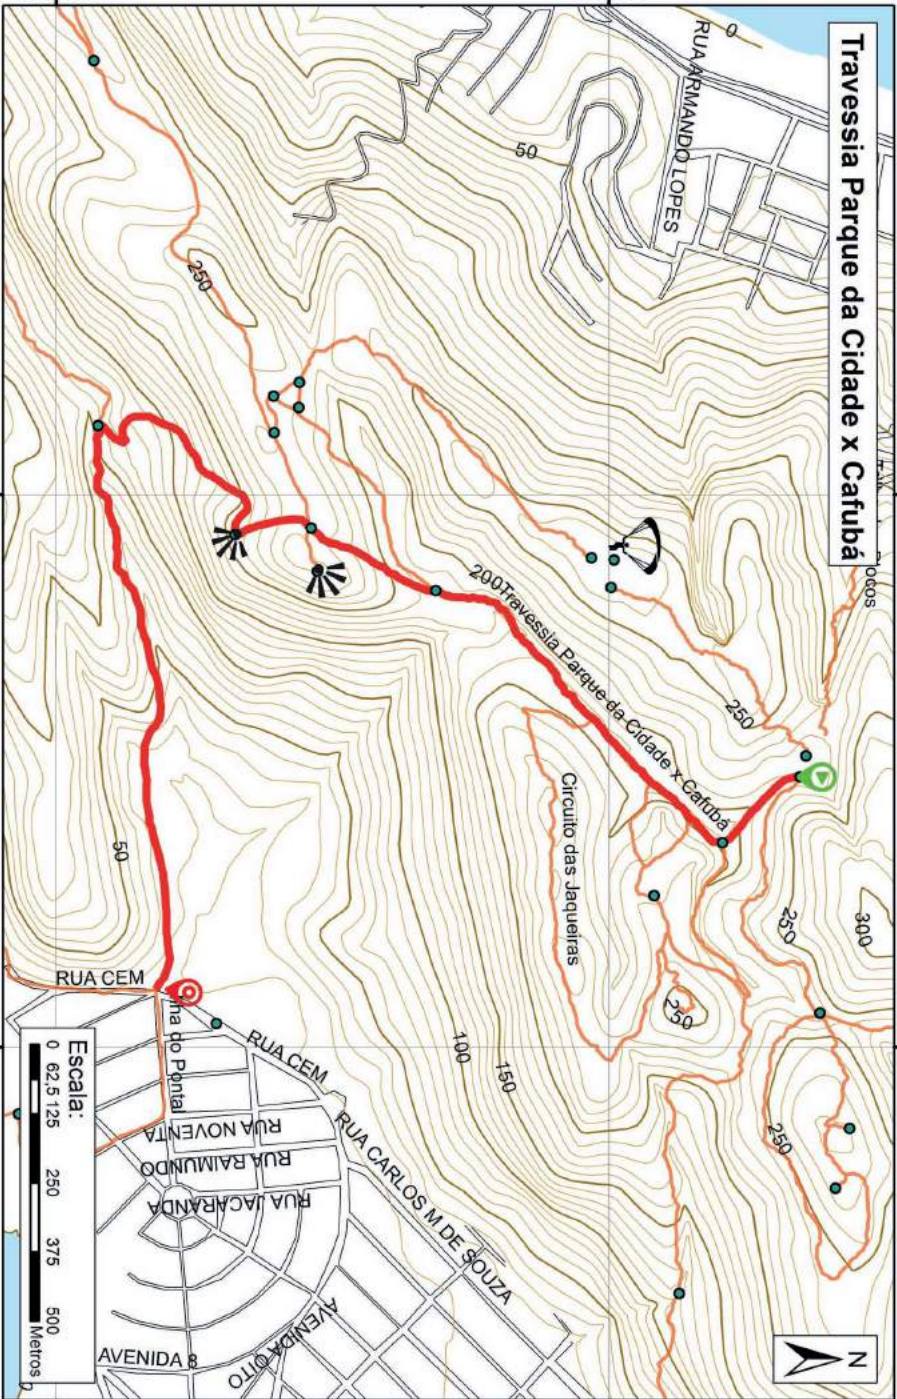 Travessia Parque da Cidade x Cafubá
N
0
RUA ARMANDO LOPES
50
250
200
Travessia Parque da Cidade x Cafubá
250
Circuito das Jaqueiras
300
250
250
250
50
100
150
RUA CEM
RUA CEM
RUA NOVENTA
RUA RAIMUNDO
RUA JACARANDA
RUA CARLOS M DE SOUZA
AVENIDA OITO
AVENIDA 8
do Pontal
Escala:
0 62,5 125 250 375 500
Metros